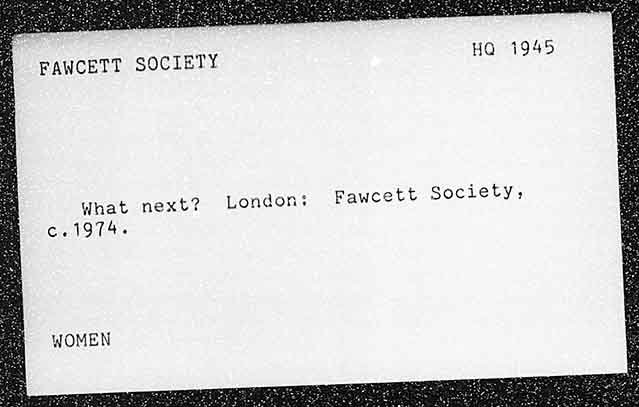 FAWCETT SOCIETY
HQ 1945
What next? London: Fawcett Society,
c.1974.
WOMEN